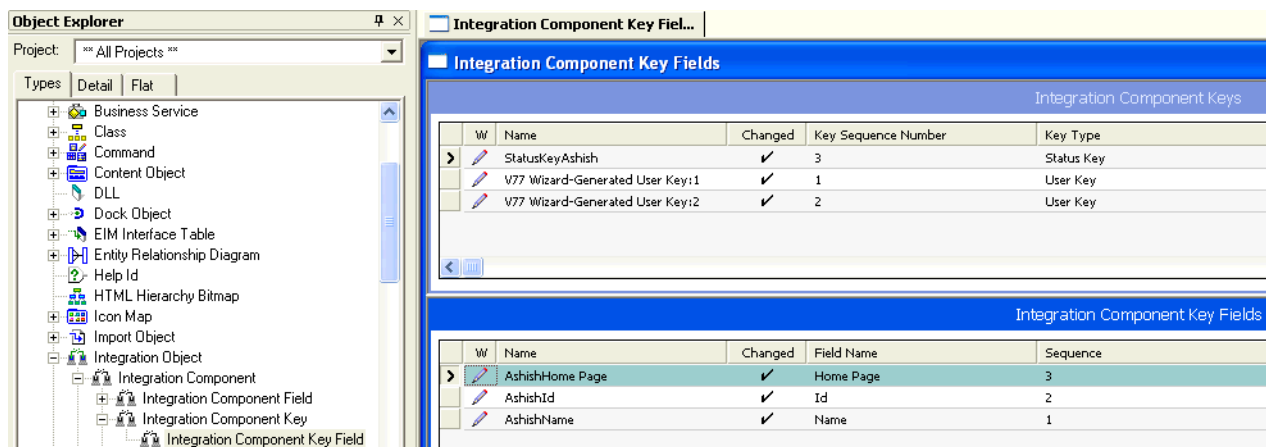 Object Explorer
Project: ** All Projects **
Types Detail Flat
Business Service
Class
Command
Content Object
DLL
Dock Object
EIM Interface Table
Entity Relationship Diagram
Help Id
HTML Hierarchy Bitmap
Icon Map
Import Object
Integration Object
Integration Component
Integration Component Field
Integration Component Key
Integration Component Key Field
Integration Component Key Fiel...
Integration Component Key Fields
Integration Component Keys
W Name Changed Key Sequence Number Key Type
StatusKeyAshish 3 Status Key
V77 Wizard-Generated User Key:1 1 User Key
V77 Wizard-Generated User Key:2 2 User Key
Integration Component Key Fields
W Name Changed Field Name Sequence
AshishHome Page Home Page 3
AshishId Id 2
AshishName Name 1